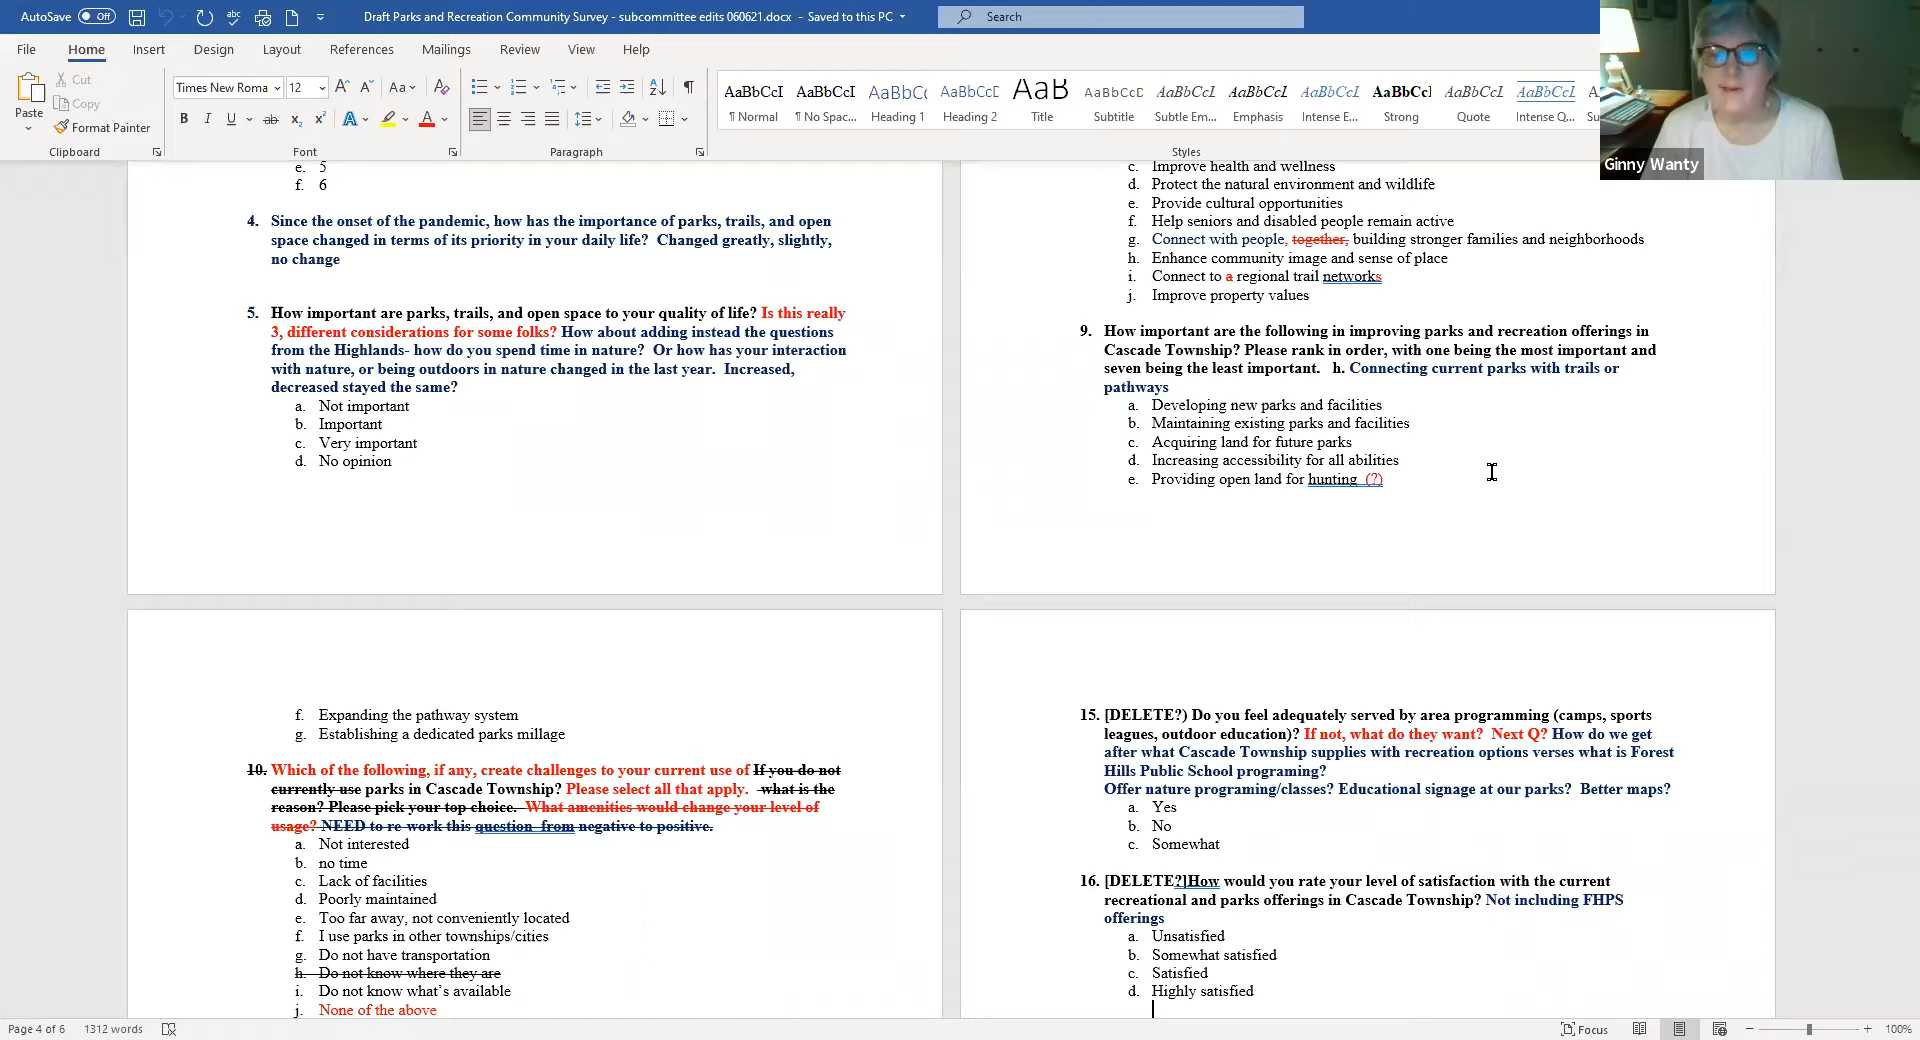 AutoSave Off Draft Parks and Recreation Community Survey - subcommittee edits 060621.docx - Saved to this PC Search
File Home Insert Design Layout References Mailings Review View Help
Paste Cut Copy Format Painter
Times New Roma 12
AaBbCcI AaBbCcI AaBbCc AaBbCcD AaB AaBbCcD AaBbCcL AaBbCcL AaBbCcL AaBbCcI AaBbCcL AaBbCcL
¶ Normal ¶ No Spac... Heading 1 Heading 2 Title Subtitle Subtle Em... Emphasis Intense E... Strong Quote Intense Q...
Clipboard Font Paragraph Styles
Ginny Wanty
e. 5
f. 6
4. Since the onset of the pandemic, how has the importance of parks, trails, and open
space changed in terms of its priority in your daily life? Changed greatly, slightly,
no change
5. How important are parks, trails, and open space to your quality of life? Is this really
3, different considerations for some folks? How about adding instead the questions
from the Highlands- how do you spend time in nature? Or how has your interaction
with nature, or being outdoors in nature changed in the last year. Increased,
decreased stayed the same?
a. Not important
b. Important
c. Very important
d. No opinion
c. Improve health and wellness
d. Protect the natural environment and wildlife
e. Provide cultural opportunities
f. Help seniors and disabled people remain active
g. Connect with people, together, building stronger families and neighborhoods
h. Enhance community image and sense of place
i. Connect to a regional trail networks
j. Improve property values
9. How important are the following in improving parks and recreation offerings in
Cascade Township? Please rank in order, with one being the most important and
seven being the least important. h. Connecting current parks with trails or
pathways
a. Developing new parks and facilities
b. Maintaining existing parks and facilities
c. Acquiring land for future parks
d. Increasing accessibility for all abilities
e. Providing open land for hunting (?)
f. Expanding the pathway system
g. Establishing a dedicated parks millage
10. Which of the following, if any, create challenges to your current use of If you do not
currently use parks in Cascade Township? Please select all that apply. what is the
reason? Please pick your top choice. What amenities would change your level of
usage? NEED to re work this question from negative to positive.
a. Not interested
b. no time
c. Lack of facilities
d. Poorly maintained
e. Too far away, not conveniently located
f. I use parks in other townships/cities
g. Do not have transportation
h. Do not know where they are
i. Do not know what's available
j. None of the above
15. [DELETE?) Do you feel adequately served by area programming (camps, sports
leagues, outdoor education)? If not, what do they want? Next Q? How do we get
after what Cascade Township supplies with recreation options verses what is Forest
Hills Public School programing?
Offer nature programing/classes? Educational signage at our parks? Better maps?
a. Yes
b. No
c. Somewhat
16. [DELETE?]How would you rate your level of satisfaction with the current
recreational and parks offerings in Cascade Township? Not including FHPS
offerings
a. Unsatisfied
b. Somewhat satisfied
c. Satisfied
d. Highly satisfied
Page 4 of 6 1312 words Focus 100%